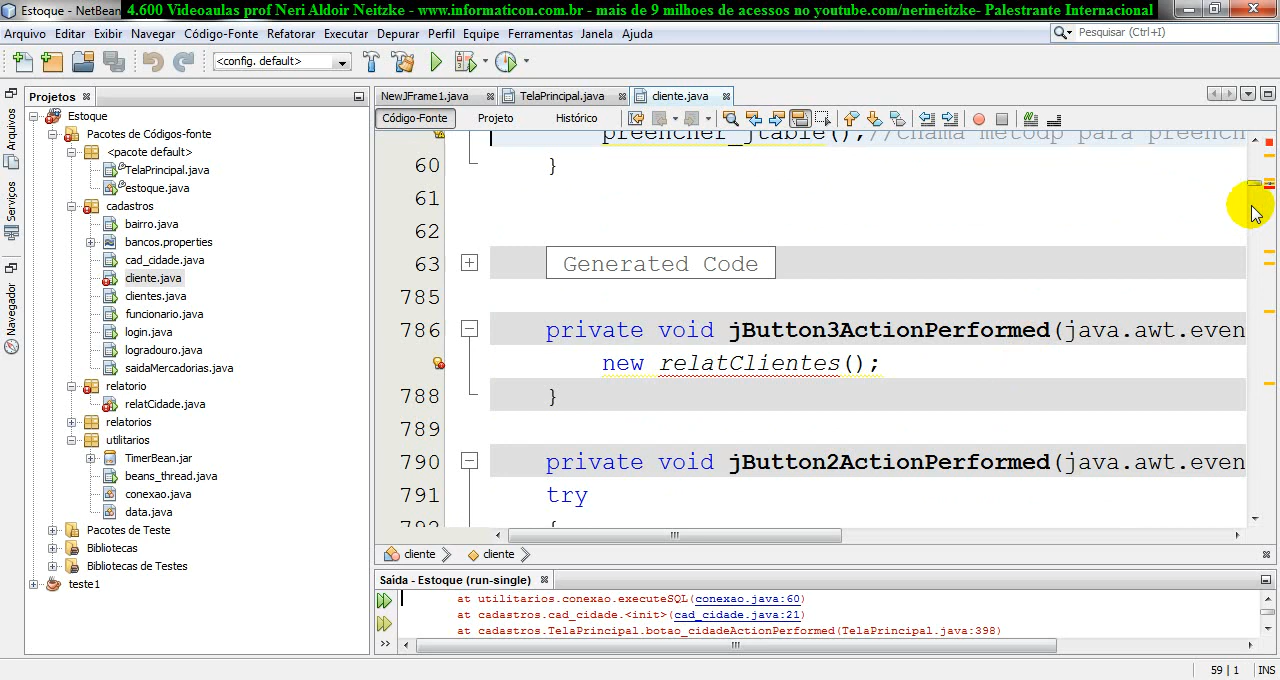 Estoque - NetBean
4.600 Videoaulas prof Neri Aldoir Neitzke - www.informaticon.com.br - mais de 9 milhoes de acessos no youtube.com/nerineitzke- Palestrante Internacional
Arquivo Editar Exibir Navegar Código-Fonte Refatorar Executar Depurar Perfil Equipe Ferramentas Janela Ajuda
Pesquisar (Ctrl+I)
<config. default>
Arquivos
Serviços
Navegador
Projetos
Estoque
Pacotes de Códigos-fonte
<pacote default>
TelaPrincipal.java
estoque.java
cadastros
bairro.java
bancos.properties
cad_cidade.java
cliente.java
clientes.java
funcionario.java
login.java
logradouro.java
saidaMercadorias.java
relatorio
relatCidade.java
relatorios
utilitarios
TimerBean.jar
beans_thread.java
conexao.java
data.java
Pacotes de Teste
Bibliotecas
Bibliotecas de Testes
teste1
NewJFrame1.java TelaPrincipal.java cliente.java
Código-Fonte Projeto Histórico
preencher_jtable();//chama metodp para preench
60 }
61
62
63 Generated Code
785
786 private void jButton3ActionPerformed(java.awt.even
new relatClientes();
788 }
789
790 private void jButton2ActionPerformed(java.awt.even
791 try
792 {
cliente cliente
Saída - Estoque (run-single)
at utilitarios.conexao.executeSQL(conexao.java:60)
at cadastros.cad_cidade.<init>(cad_cidade.java:21)
at cadastros.TelaPrincipal.botao_cidadeActionPerformed(TelaPrincipal.java:398)
59 | 1 INS